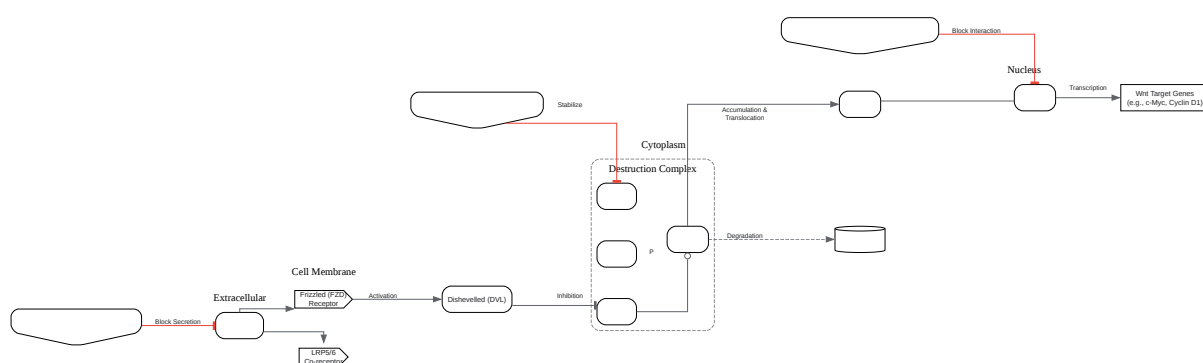 Block Interaction
Nucleus
Transcription
Wnt Target Genes
(e.g., c-Myc, Cyclin D1)
Stabilize
Accumulation &
Translocation
Cytoplasm
Destruction Complex
P
Degradation
Cell Membrane
Frizzled (FZD)
Receptor
Activation
Dishevelled (DVL)
Inhibition
Extracellular
Block Secretion
LRP5/6
Co-receptor